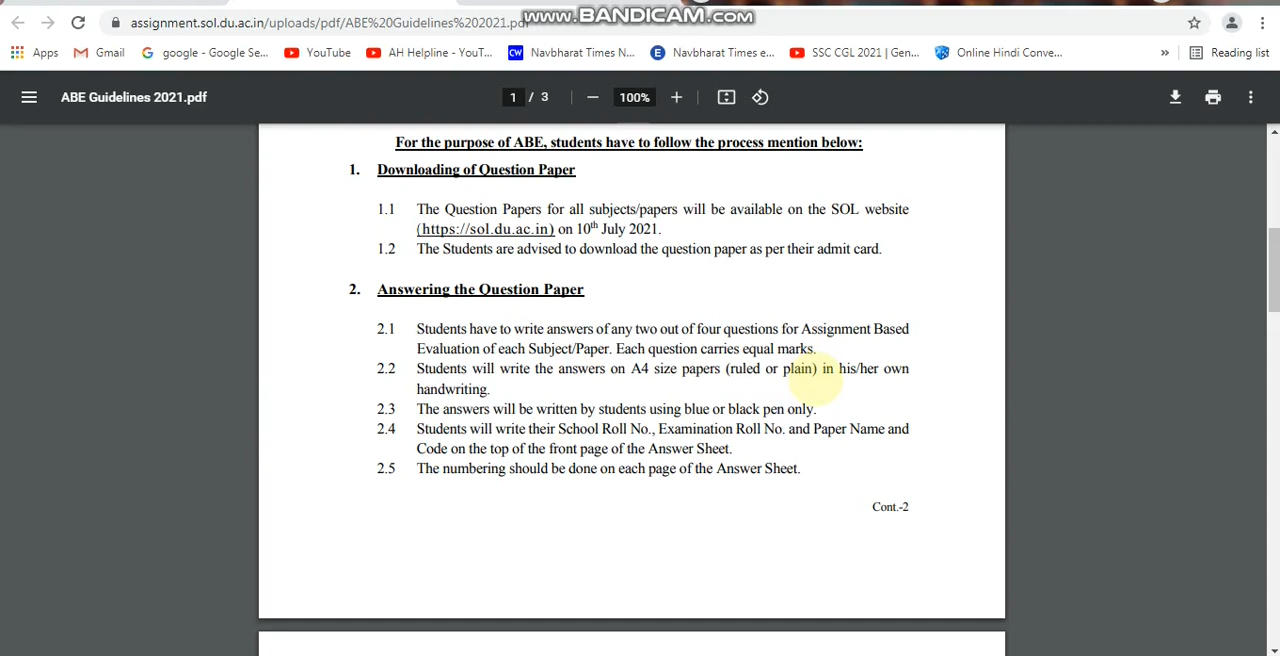 assignment.sol.du.ac.in/uploads/pdf/ABE%20Guidelines%202021.pdf
www.BANDICAM.com
Apps
Gmail
google - Google Se...
YouTube
AH Helpline - YouT...
CW
Navbharat Times N...
E
Navbharat Times e...
SSC CGL 2021 | Gen...
Online Hindi Conve...
»
Reading list
ABE Guidelines 2021.pdf
1 / 3
100%
For the purpose of ABE, students have to follow the process mention below:
1. Downloading of Question Paper
1.1 The Question Papers for all subjects/papers will be available on the SOL website
(https://sol.du.ac.in) on 10th July 2021.
1.2 The Students are advised to download the question paper as per their admit card.
2. Answering the Question Paper
2.1 Students have to write answers of any two out of four questions for Assignment Based
Evaluation of each Subject/Paper. Each question carries equal marks.
2.2 Students will write the answers on A4 size papers (ruled or plain) in his/her own
handwriting.
2.3 The answers will be written by students using blue or black pen only.
2.4 Students will write their School Roll No., Examination Roll No. and Paper Name and
Code on the top of the front page of the Answer Sheet.
2.5 The numbering should be done on each page of the Answer Sheet.
Cont.-2